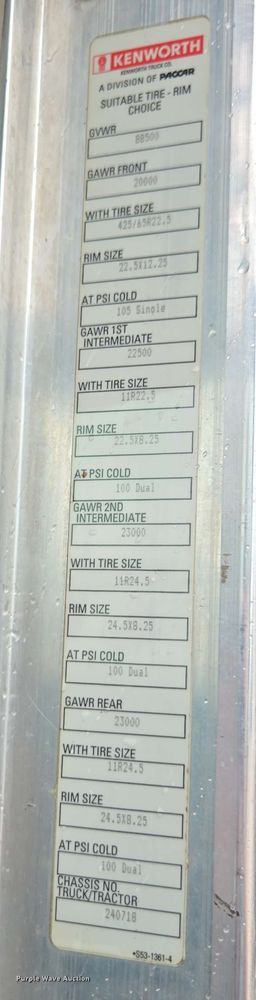 KENWORTH
KENWORTH TRUCK CO.
A DIVISION OF PACCAR
SUITABLE TIRE - RIM
CHOICE
GVWR
88500
GAWR FRONT
20000
WITH TIRE SIZE
425/65R22.5
RIM SIZE
22.5X12.25
AT PSI COLD
105 Single
GAWR 1ST
INTERMEDIATE
22500
WITH TIRE SIZE
11R22.5
RIM SIZE
22.5X8.25
AT PSI COLD
100 Dual
GAWR 2ND
INTERMEDIATE
23000
WITH TIRE SIZE
11R24.5
RIM SIZE
24.5X8.25
AT PSI COLD
100 Dual
GAWR REAR
23000
WITH TIRE SIZE
11R24.5
RIM SIZE
24.5X8.25
AT PSI COLD
100 Dual
CHASSIS NO.
TRUCK/TRACTOR
240718
*S53-1361-4
Purple Wave Auction